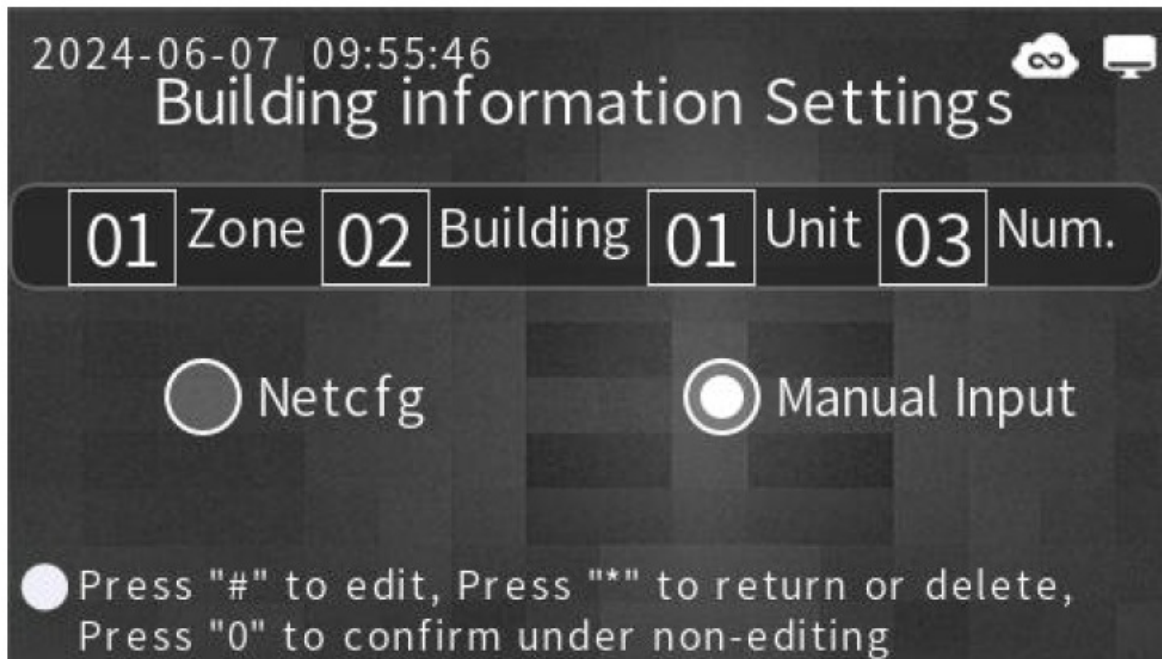 2024-06-07 09:55:46
Building information Settings
01 Zone 02 Building 01 Unit 03 Num.
Netcfg Manual Input
Press "#" to edit, Press "*" to return or delete,
Press "0" to confirm under non-editing